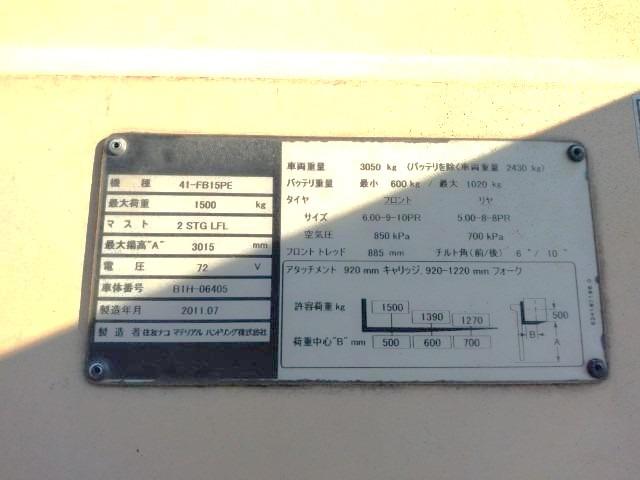 機種 41-FB15PE
最大荷重 1500 kg
マスト 2 STG LFL
最大揚高"A" 3015 mm
電圧 72 V
車体番号 B1H-06405
製造年月 2011.07
製造者 住友ナコ マテリアル ハンドリング株式会社
車両重量 3050 kg (バッテリを除く車両重量 2430 kg)
バッテリ重量 最小 600 kg / 最大 1020 kg
タイヤ フロント リヤ
サイズ 6.00-9-10PR 5.00-8-8PR
空気圧 850 kPa 700 kPa
フロントトレッド 885 mm チルト角(前/後) 6°/ 10°
アタッチメント 920 mm キャリッジ, 920-1220 mm フォーク
許容荷重 kg 1500 1390 1270
荷重中心"B" mm 500 600 700
500
B
A